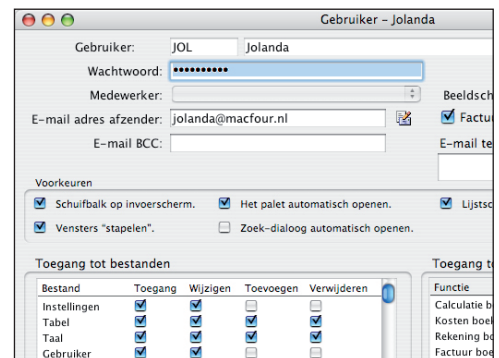 Gebruiker – Jolanda
Gebruiker: JOL Jolanda
Wachtwoord: ••••••••••
Medewerker:
Beeldsch
E-mail adres afzender: jolanda@macfour.nl
Factur
E-mail BCC:
E-mail te
Voorkeuren
Schuifbalk op invoerscherm. Het palet automatisch openen. Lijstsc
Vensters "stapelen". Zoek-dialoog automatisch openen.
Toegang tot bestanden Toegang t
Bestand Toegang Wijzigen Toevoegen Verwijderen Functie
Instellingen Calculatie b
Tabel Kosten boek
Taal Rekening bo
Gebruiker Factuur boe